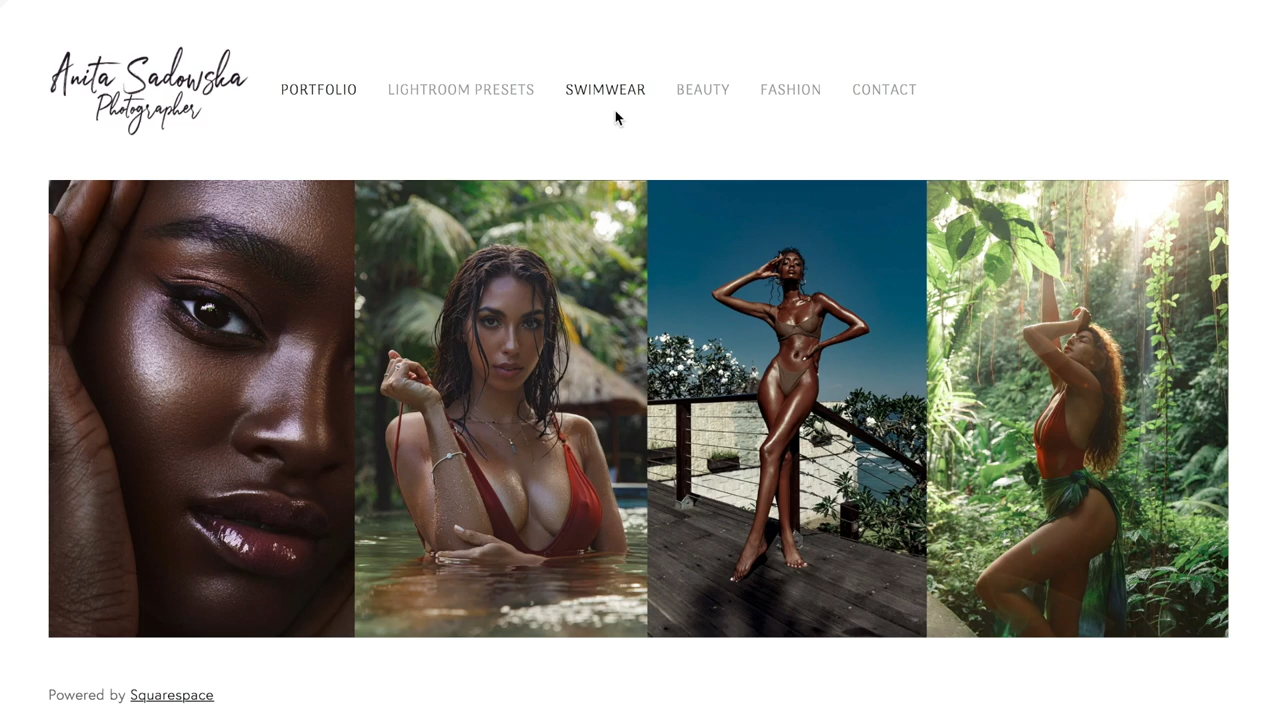 Anita Sadowska
Photographer
PORTFOLIO LIGHTROOM PRESETS SWIMWEAR BEAUTY FASHION CONTACT
Powered by Squarespace